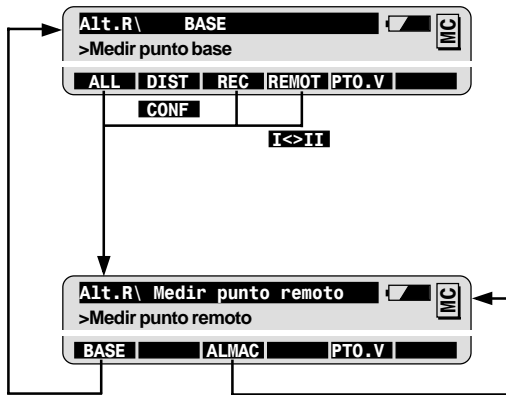 Alt.R\ BASE MC
>Medir punto base
ALL DIST REC REMOT PTO.V
CONF
I<>II
Alt.R\ Medir punto remoto MC
>Medir punto remoto
BASE ALMAC PTO.V